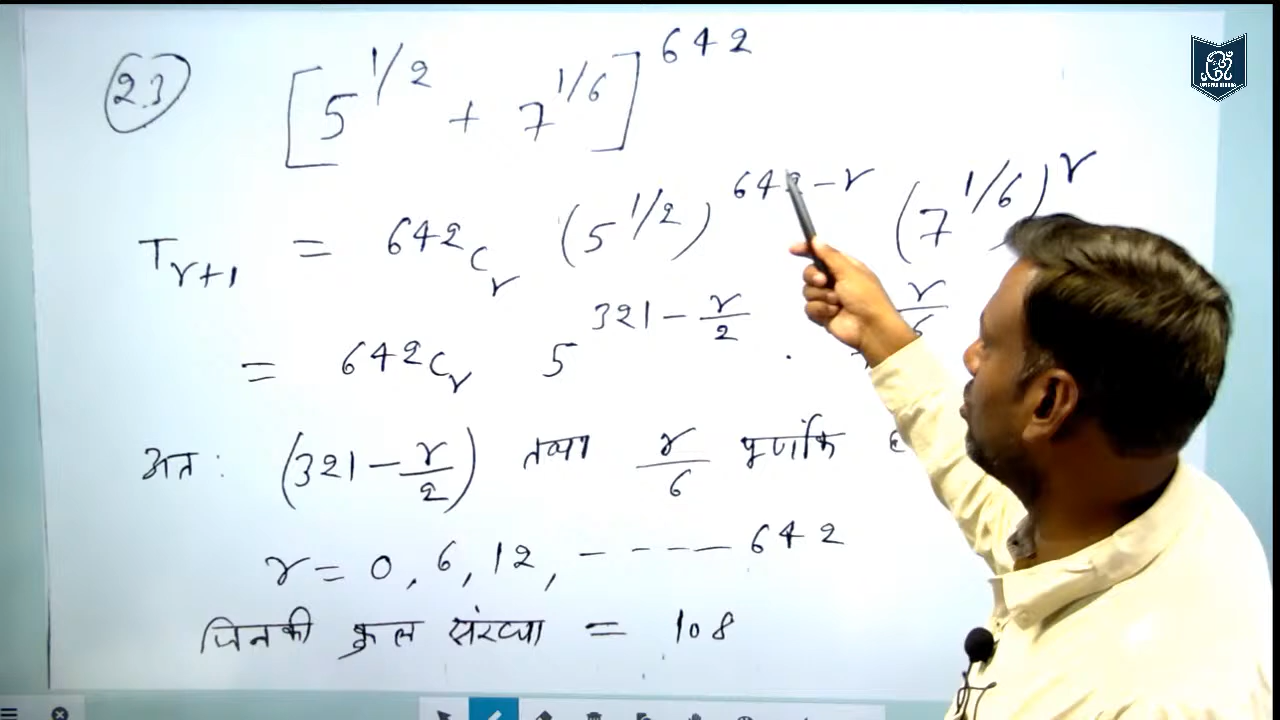 23
[5^{1/2} + 7^{1/6}]^{642}
T_{r+1} = 642C_r (5^{1/2})^{642-r} (7^{1/6})^r
= 642C_r 5^{321 - r/2} . r/6
अतः (321 - r/2) तथा r/6 पूर्णांक
r = 0, 6, 12, ---- 642
जिनकी कुल संख्या = 108